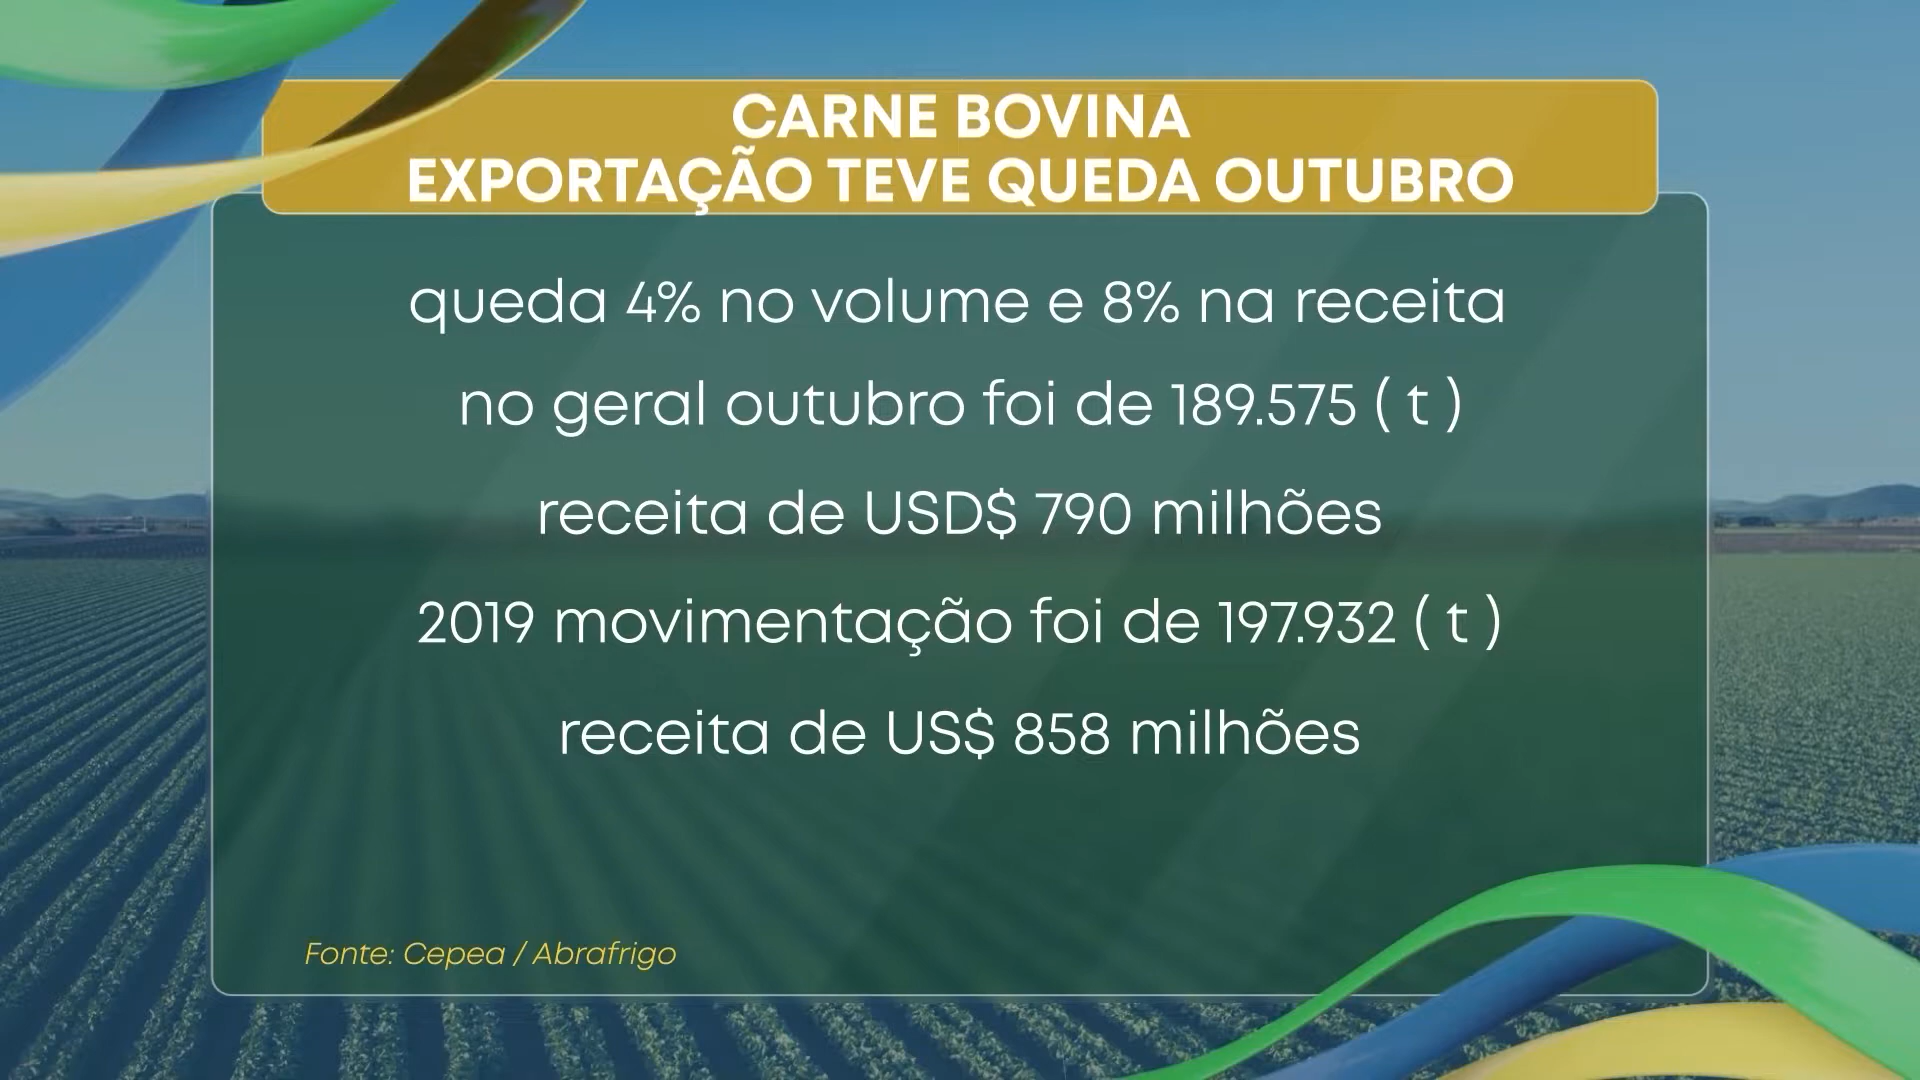 CARNE BOVINA
EXPORTAÇÃO TEVE QUEDA OUTUBRO
queda 4% no volume e 8% na receita
no geral outubro foi de 189.575 ( t )
receita de USD$ 790 milhões
2019 movimentação foi de 197.932 ( t )
receita de US$ 858 milhões
Fonte: Cepea / Abrafrigo